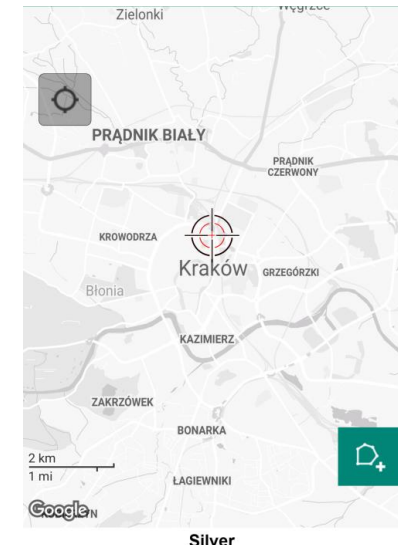 Zielonki
Węgrzce
PRĄDNIK BIAŁY
PRĄDNIK
CZERWONY
KROWODRZA
Kraków
GRZEGÓRZKI
Błonia
KAZIMIERZ
ZAKRZÓWEK
BONARKA
2 km
1 mi
ŁAGIEWNIKI
Google
Silver